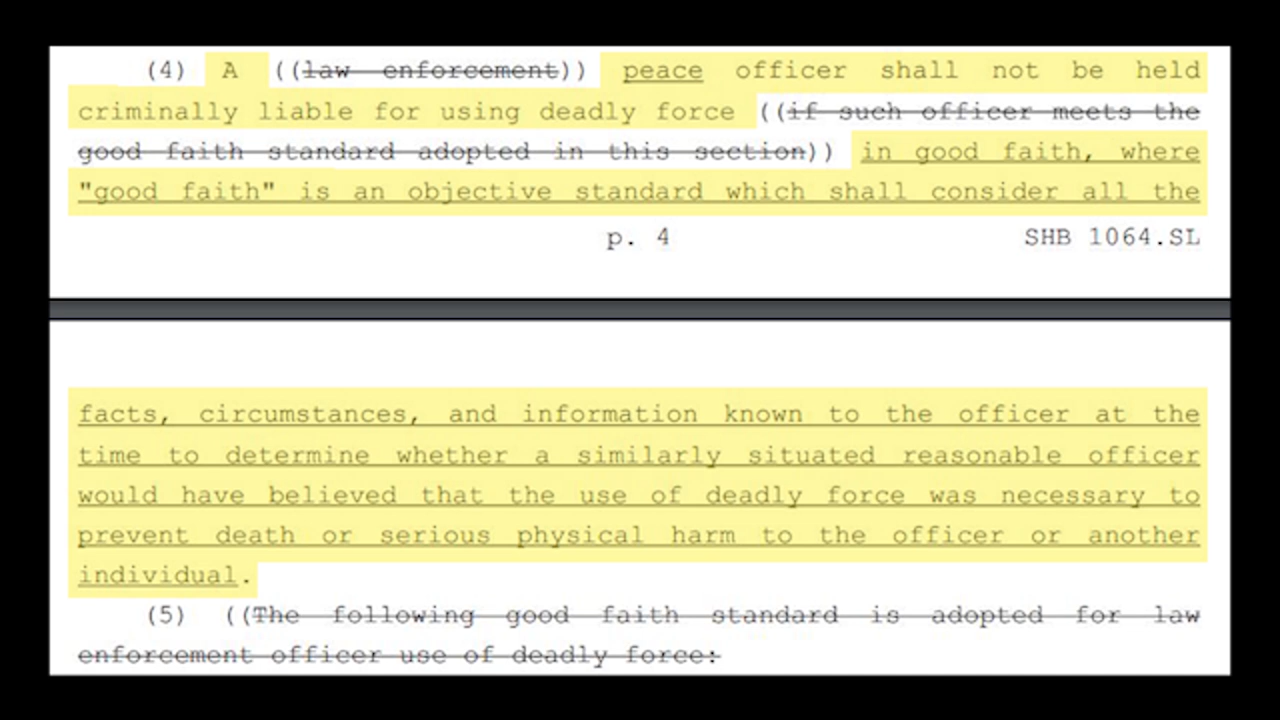 (4) A ((law enforcement)) peace officer shall not be held
criminally liable for using deadly force ((if such officer meets the
good faith standard adopted in this section)) in good faith, where
"good faith" is an objective standard which shall consider all the
p. 4 SHB 1064.SL
facts, circumstances, and information known to the officer at the
time to determine whether a similarly situated reasonable officer
would have believed that the use of deadly force was necessary to
prevent death or serious physical harm to the officer or another
individual.
(5) ((The following good faith standard is adopted for law
enforcement officer use of deadly force: